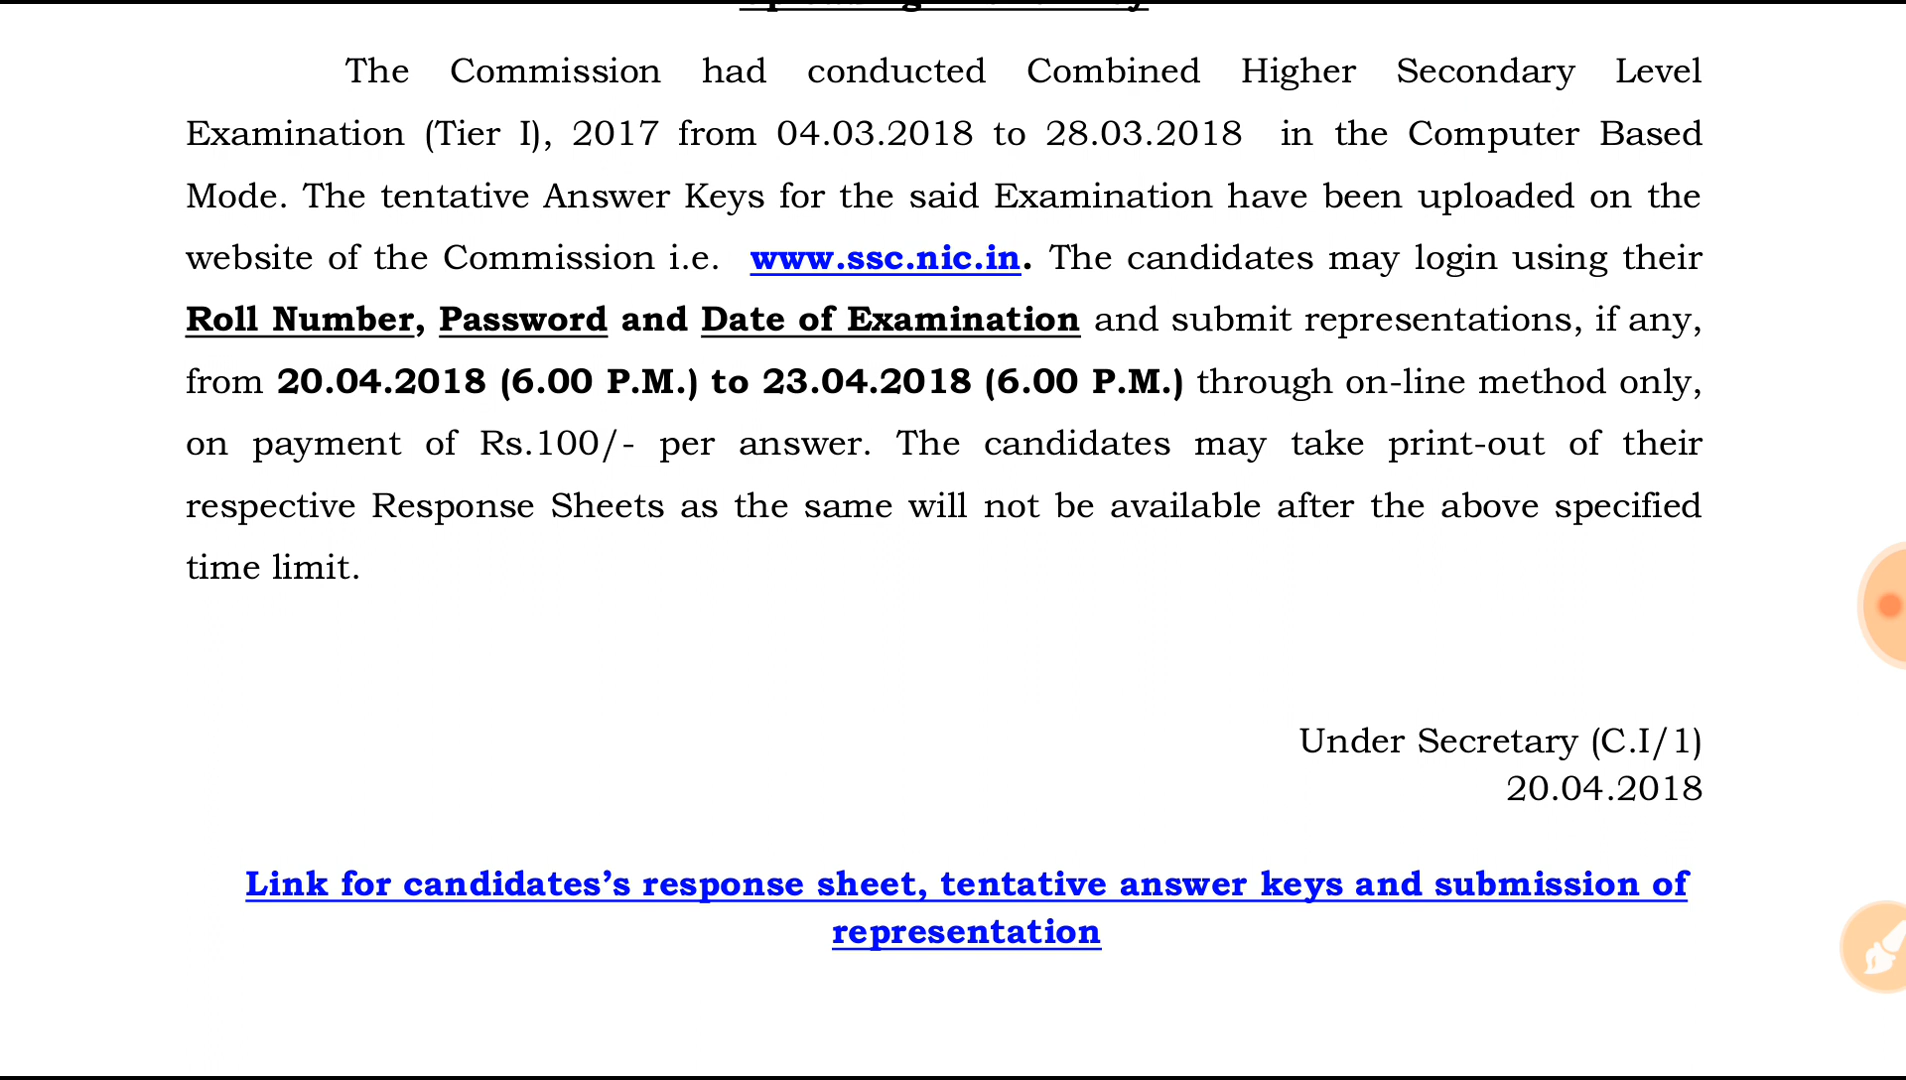 The Commission had conducted Combined Higher Secondary Level
Examination (Tier I), 2017 from 04.03.2018 to 28.03.2018 in the Computer Based
Mode. The tentative Answer Keys for the said Examination have been uploaded on the
website of the Commission i.e. www.ssc.nic.in. The candidates may login using their
Roll Number, Password and Date of Examination and submit representations, if any,
from 20.04.2018 (6.00 P.M.) to 23.04.2018 (6.00 P.M.) through on-line method only,
on payment of Rs.100/- per answer. The candidates may take print-out of their
respective Response Sheets as the same will not be available after the above specified
time limit.
Under Secretary (C.I/1)
20.04.2018
Link for candidates’s response sheet, tentative answer keys and submission of
representation